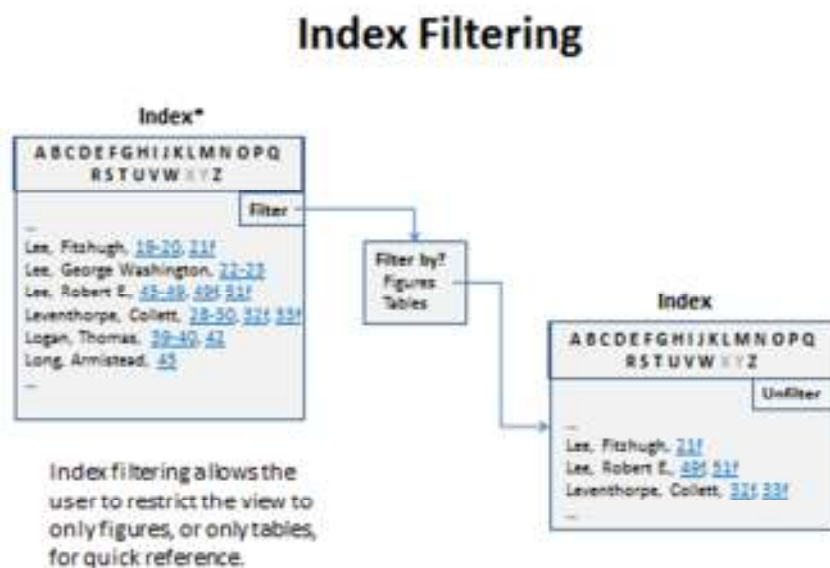 Index Filtering
Index*
A B C D E F G H I J K L M N O P Q
R S T U V W X Y Z
Filter
...
Lee, Fitzhugh, 19-20, 21f
Lee, George Washington, 22-23
Lee, Robert E., 45-49, 49f, 51f
Leventhorpe, Collett, 28-30, 32f, 33f
Logan, Thomas, 39-40, 42
Long, Armistead, 43
...
Index filtering allows the
user to restrict the view to
only figures, or only tables,
for quick reference.
Filter by?
Figures
Tables
Index
A B C D E F G H I J K L M N O P Q
R S T U V W X Y Z
Unfilter
...
Lee, Fitzhugh, 21f
Lee, Robert E., 49f, 51f
Leventhorpe, Collett, 32f, 33f
...